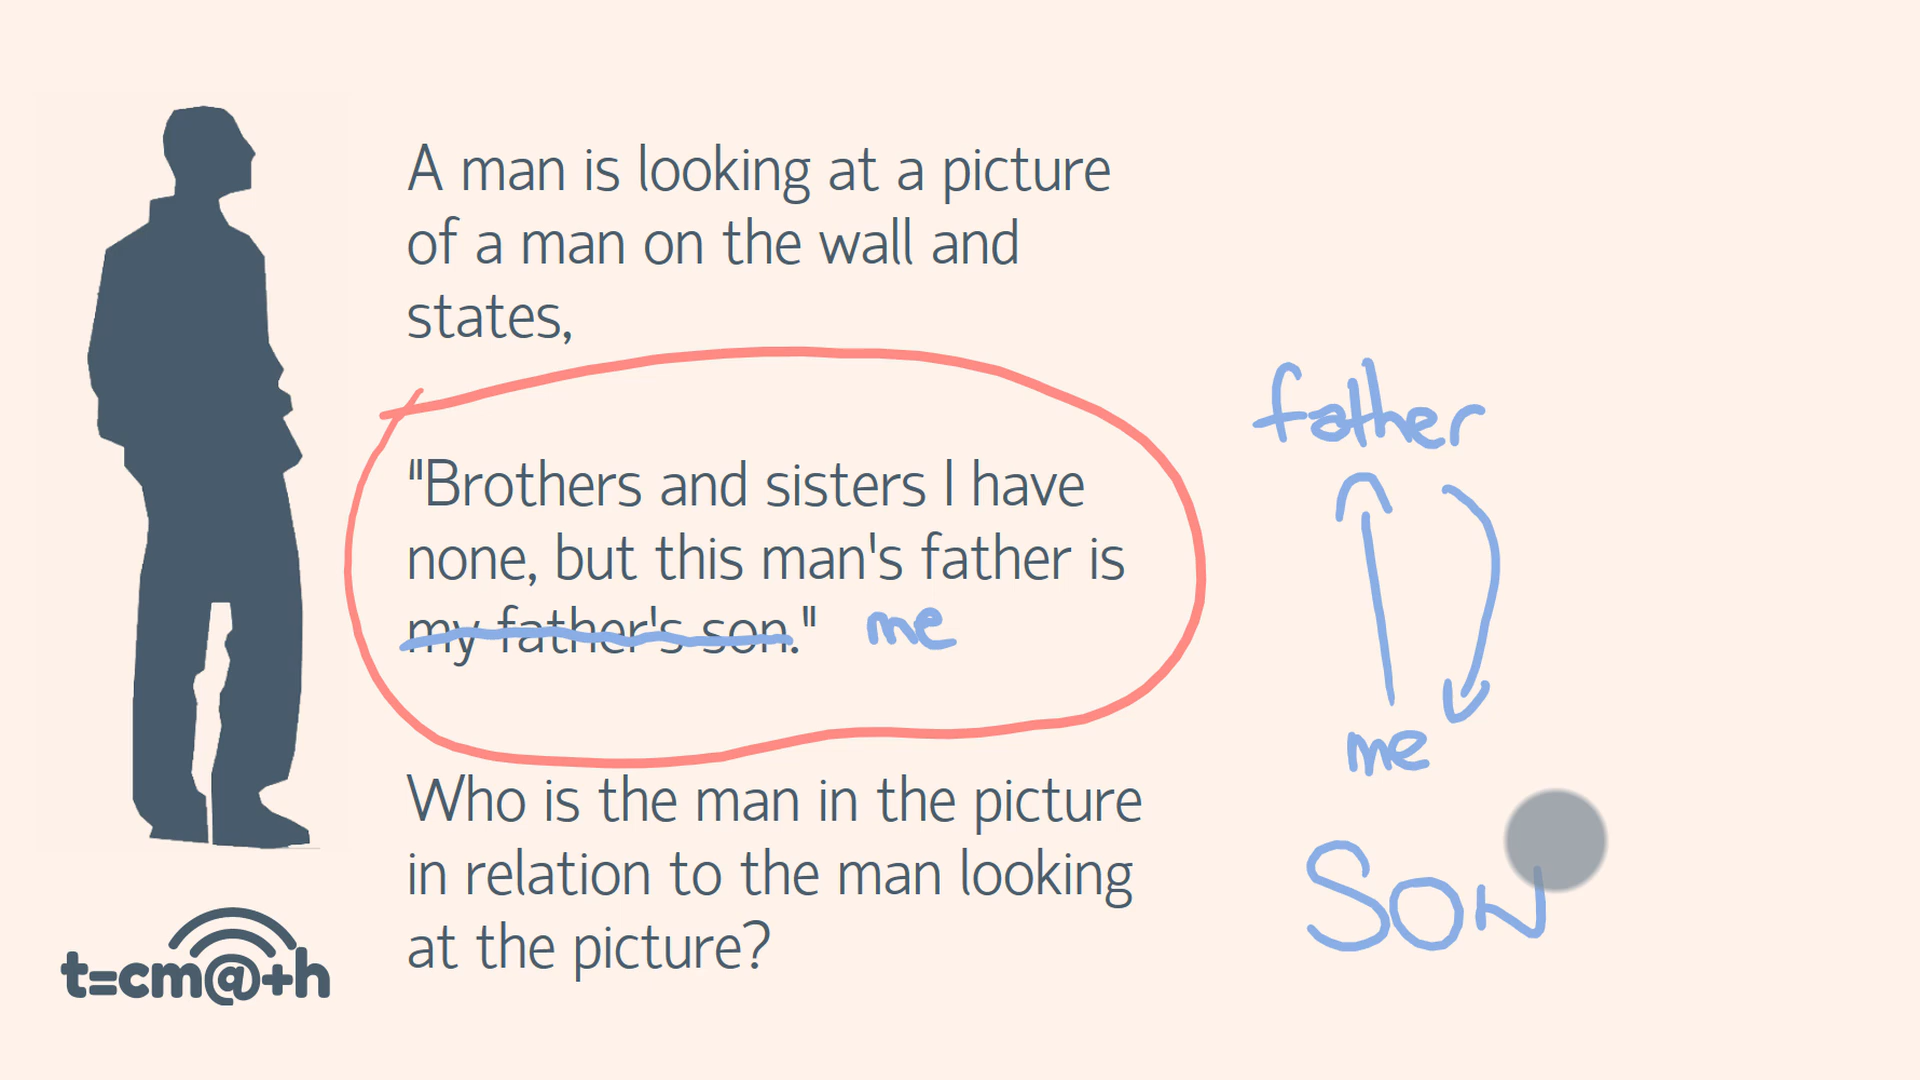 A man is looking at a picture
of a man on the wall and
states,
"Brothers and sisters I have
none, but this man's father is
my father's son." me
Who is the man in the picture
in relation to the man looking
at the picture?
father
me
SON
t=cm@+h